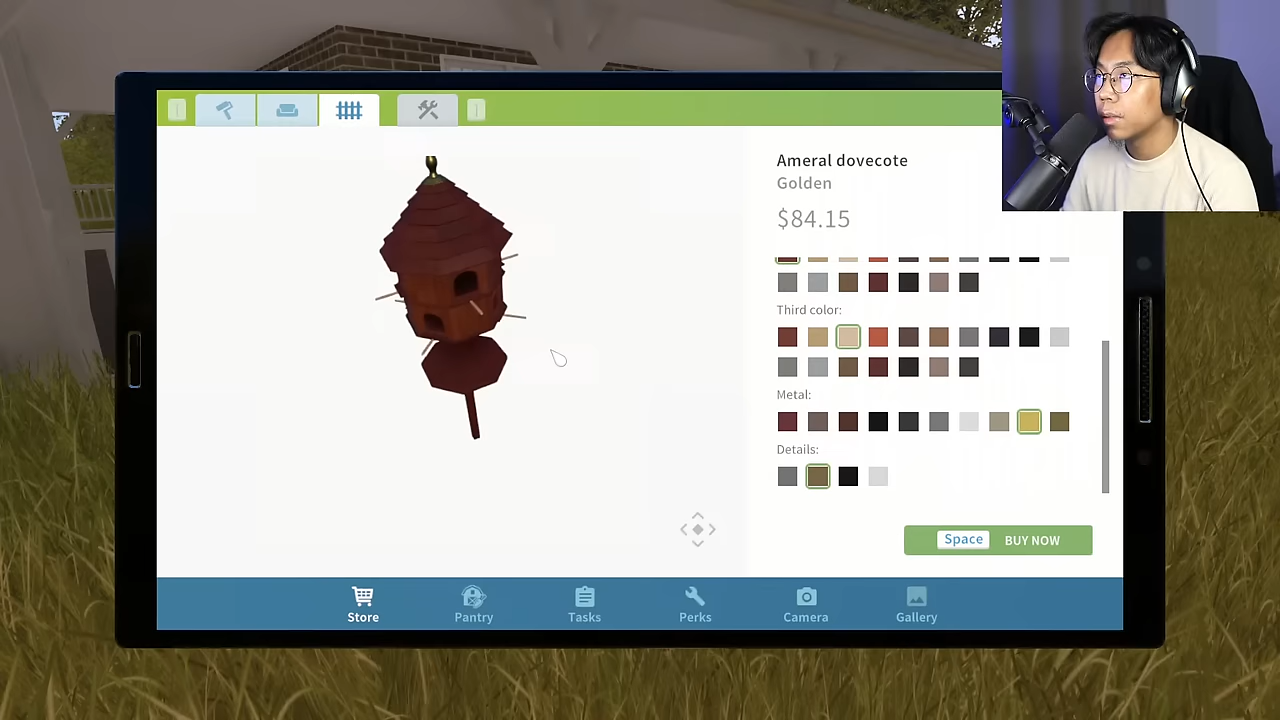 Ameral dovecote
Golden
$84.15
Third color:
Metal:
Details:
Space BUY NOW
Store Pantry Tasks Perks Camera Gallery